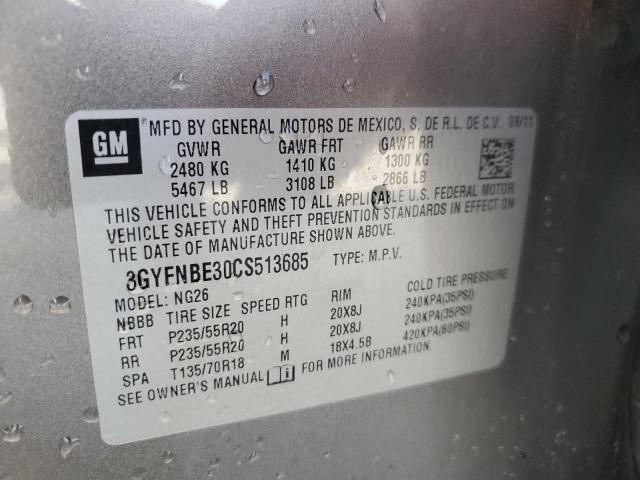 GM ® MFD BY GENERAL MOTORS DE MEXICO, S. DE R.L. DE C.V. 09/11
GVWR GAWR FRT GAWR RR
2480 KG 1410 KG 1300 KG
5467 LB 3108 LB 2866 LB
THIS VEHICLE CONFORMS TO ALL APPLICABLE U.S. FEDERAL MOTOR
VEHICLE SAFETY AND THEFT PREVENTION STANDARDS IN EFFECT ON
THE DATE OF MANUFACTURE SHOWN ABOVE.
3GYFNBE30CS513685 TYPE: M.P.V.
MODEL: NG26
NBBB TIRE SIZE SPEED RTG RIM COLD TIRE PRESSURE
FRT P235/55R20 H 20X8J 240KPA(35PSI)
RR P235/55R20 H 20X8J 240KPA(35PSI)
SPA T135/70R18 M 18X4.5B 420KPA(60PSI)
SEE OWNER'S MANUAL FOR MORE INFORMATION